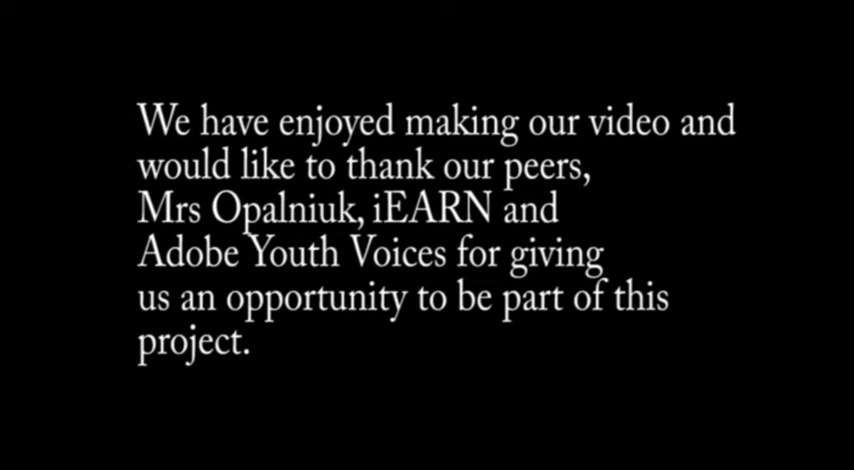 We have enjoyed making our video and
would like to thank our peers,
Mrs Opalniuk, iEARN and
Adobe Youth Voices for giving
us an opportunity to be part of this
project.